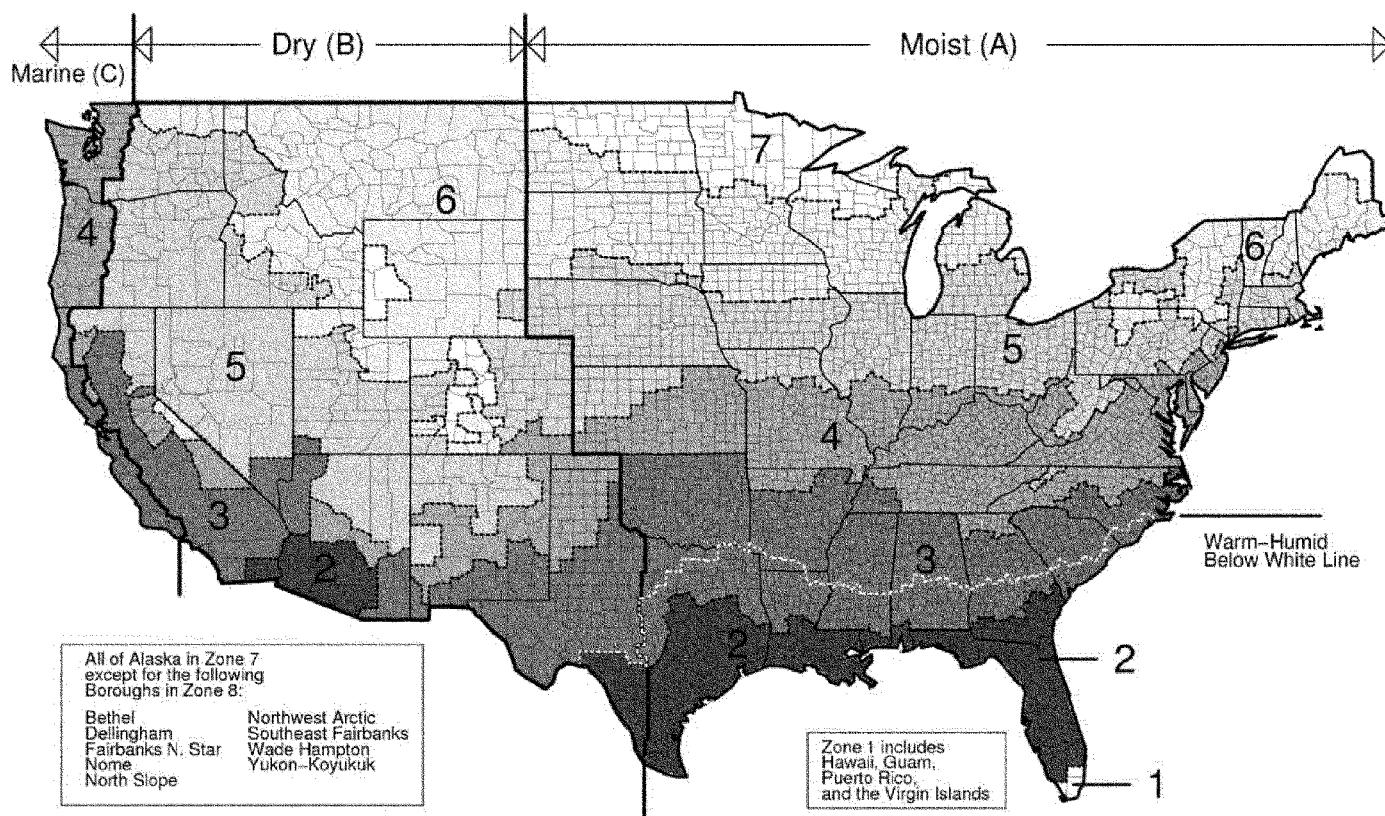 Marine (C)
Dry (B)
Moist (A)
7
6
4
6
5
5
4
3
3
2
2
Warm-Humid
Below White Line
2
1
All of Alaska in Zone 7
except for the following
Boroughs in Zone 8:
Bethel
Dellingham
Fairbanks N. Star
Nome
North Slope
Northwest Arctic
Southeast Fairbanks
Wade Hampton
Yukon-Koyukuk
Zone 1 includes
Hawaii, Guam,
Puerto Rico,
and the Virgin Islands